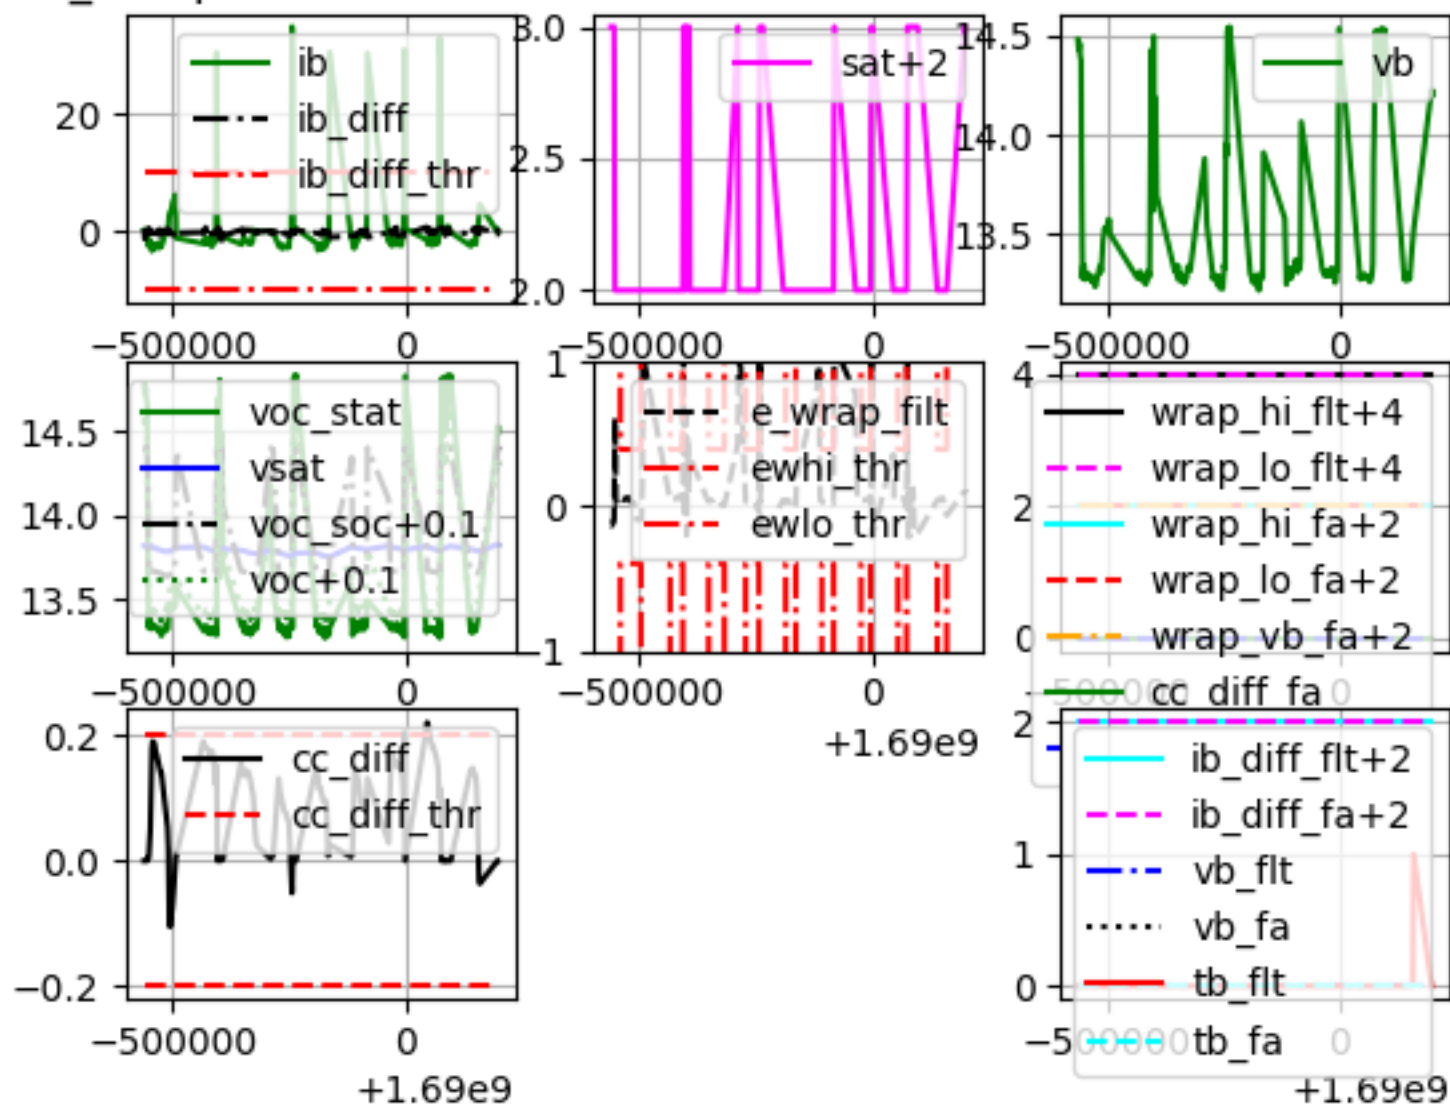 ib
ib_diff
ib_diff_thr
20
0
−500000
0
sat+2
3.0
2.5
2.0
−500000
0
vb
14.5
14.0
13.5
−500000
0
voc_stat
vsat
voc_soc+0.1
voc+0.1
14.5
14.0
13.5
−500000
0
e_wrap_filt
ewhi_thr
ewlo_thr
1
0
−1
−500000
0
+1.69e9
wrap_hi_flt+4
wrap_lo_flt+4
wrap_hi_fa+2
wrap_lo_fa+2
wrap_vb_fa+2
cc_diff_fa
4
2
0
−500000
0
cc_diff
cc_diff_thr
0.2
0.0
−0.2
−500000
0
+1.69e9
ib_diff_flt+2
ib_diff_fa+2
vb_flt
vb_fa
tb_flt
tb_fa
2
1
0
−500000
0
+1.69e9